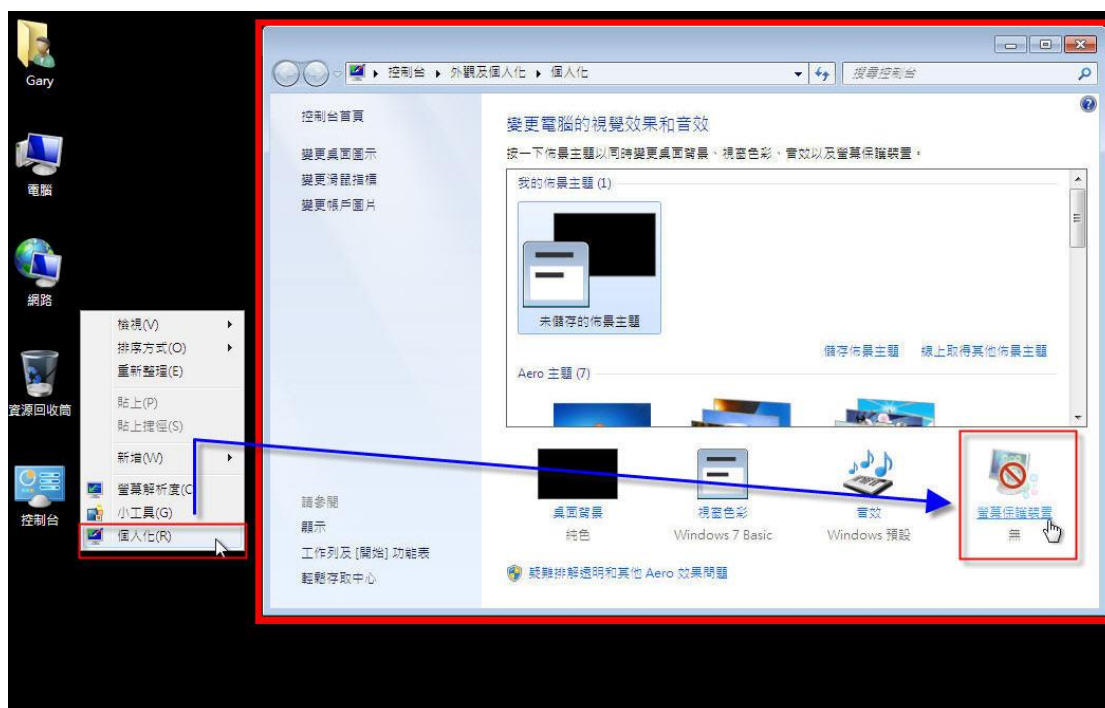 Gary
電腦
網路
資源回收筒
控制台
檢視(V)
排序方式(O)
重新整理(E)
貼上(P)
貼上捷徑(S)
新增(W)
螢幕解析度(C
小工具(G)
個人化(R)
控制台 外觀及個人化 個人化
搜尋控制台
控制台首頁
變更桌面圖示
變更滑鼠指標
變更帳戶圖片
請參閱
顯示
工作列及 [開始] 功能表
輕鬆存取中心
變更電腦的視覺效果和音效
按一下佈景主題以同時變更桌面背景、視窗色彩、音效以及螢幕保護裝置。
我的佈景主題 (1)
未儲存的佈景主題
儲存佈景主題 線上取得其他佈景主題
Aero 主題 (7)
桌面背景
純色
視窗色彩
Windows 7 Basic
音效
Windows 預設
螢幕保護裝置
無
疑難排解透明和其他 Aero 效果問題